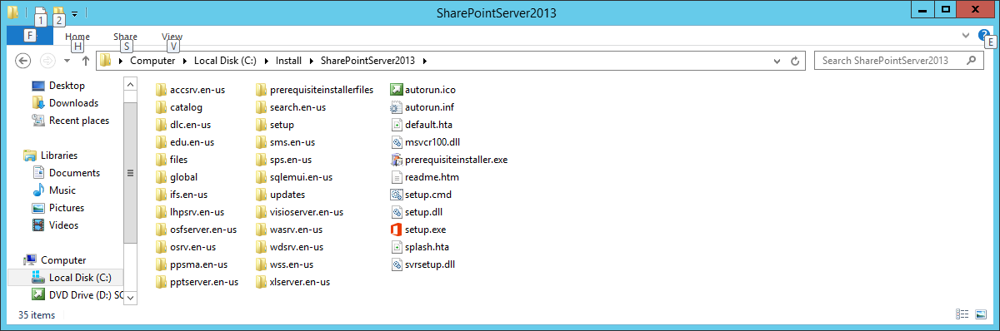 SharePointServer2013
1 2
F Home Share View
H S V E
Computer Local Disk (C:) Install SharePointServer2013
Search SharePointServer2013
Desktop
Downloads
Recent places
Libraries
Documents
Music
Pictures
Videos
Computer
Local Disk (C:)
DVD Drive (D:) SC
accsrv.en-us
catalog
dlc.en-us
edu.en-us
files
global
ifs.en-us
lhpsrv.en-us
osfserver.en-us
osrv.en-us
ppsma.en-us
pptserver.en-us
prerequisiteinstallerfiles
search.en-us
setup
sms.en-us
sps.en-us
sqlemui.en-us
updates
visioserver.en-us
wasrv.en-us
wdsrv.en-us
wss.en-us
xlserver.en-us
autorun.ico
autorun.inf
default.hta
msvcr100.dll
prerequisiteinstaller.exe
readme.htm
setup.cmd
setup.dll
setup.exe
splash.hta
svrsetup.dll
35 items